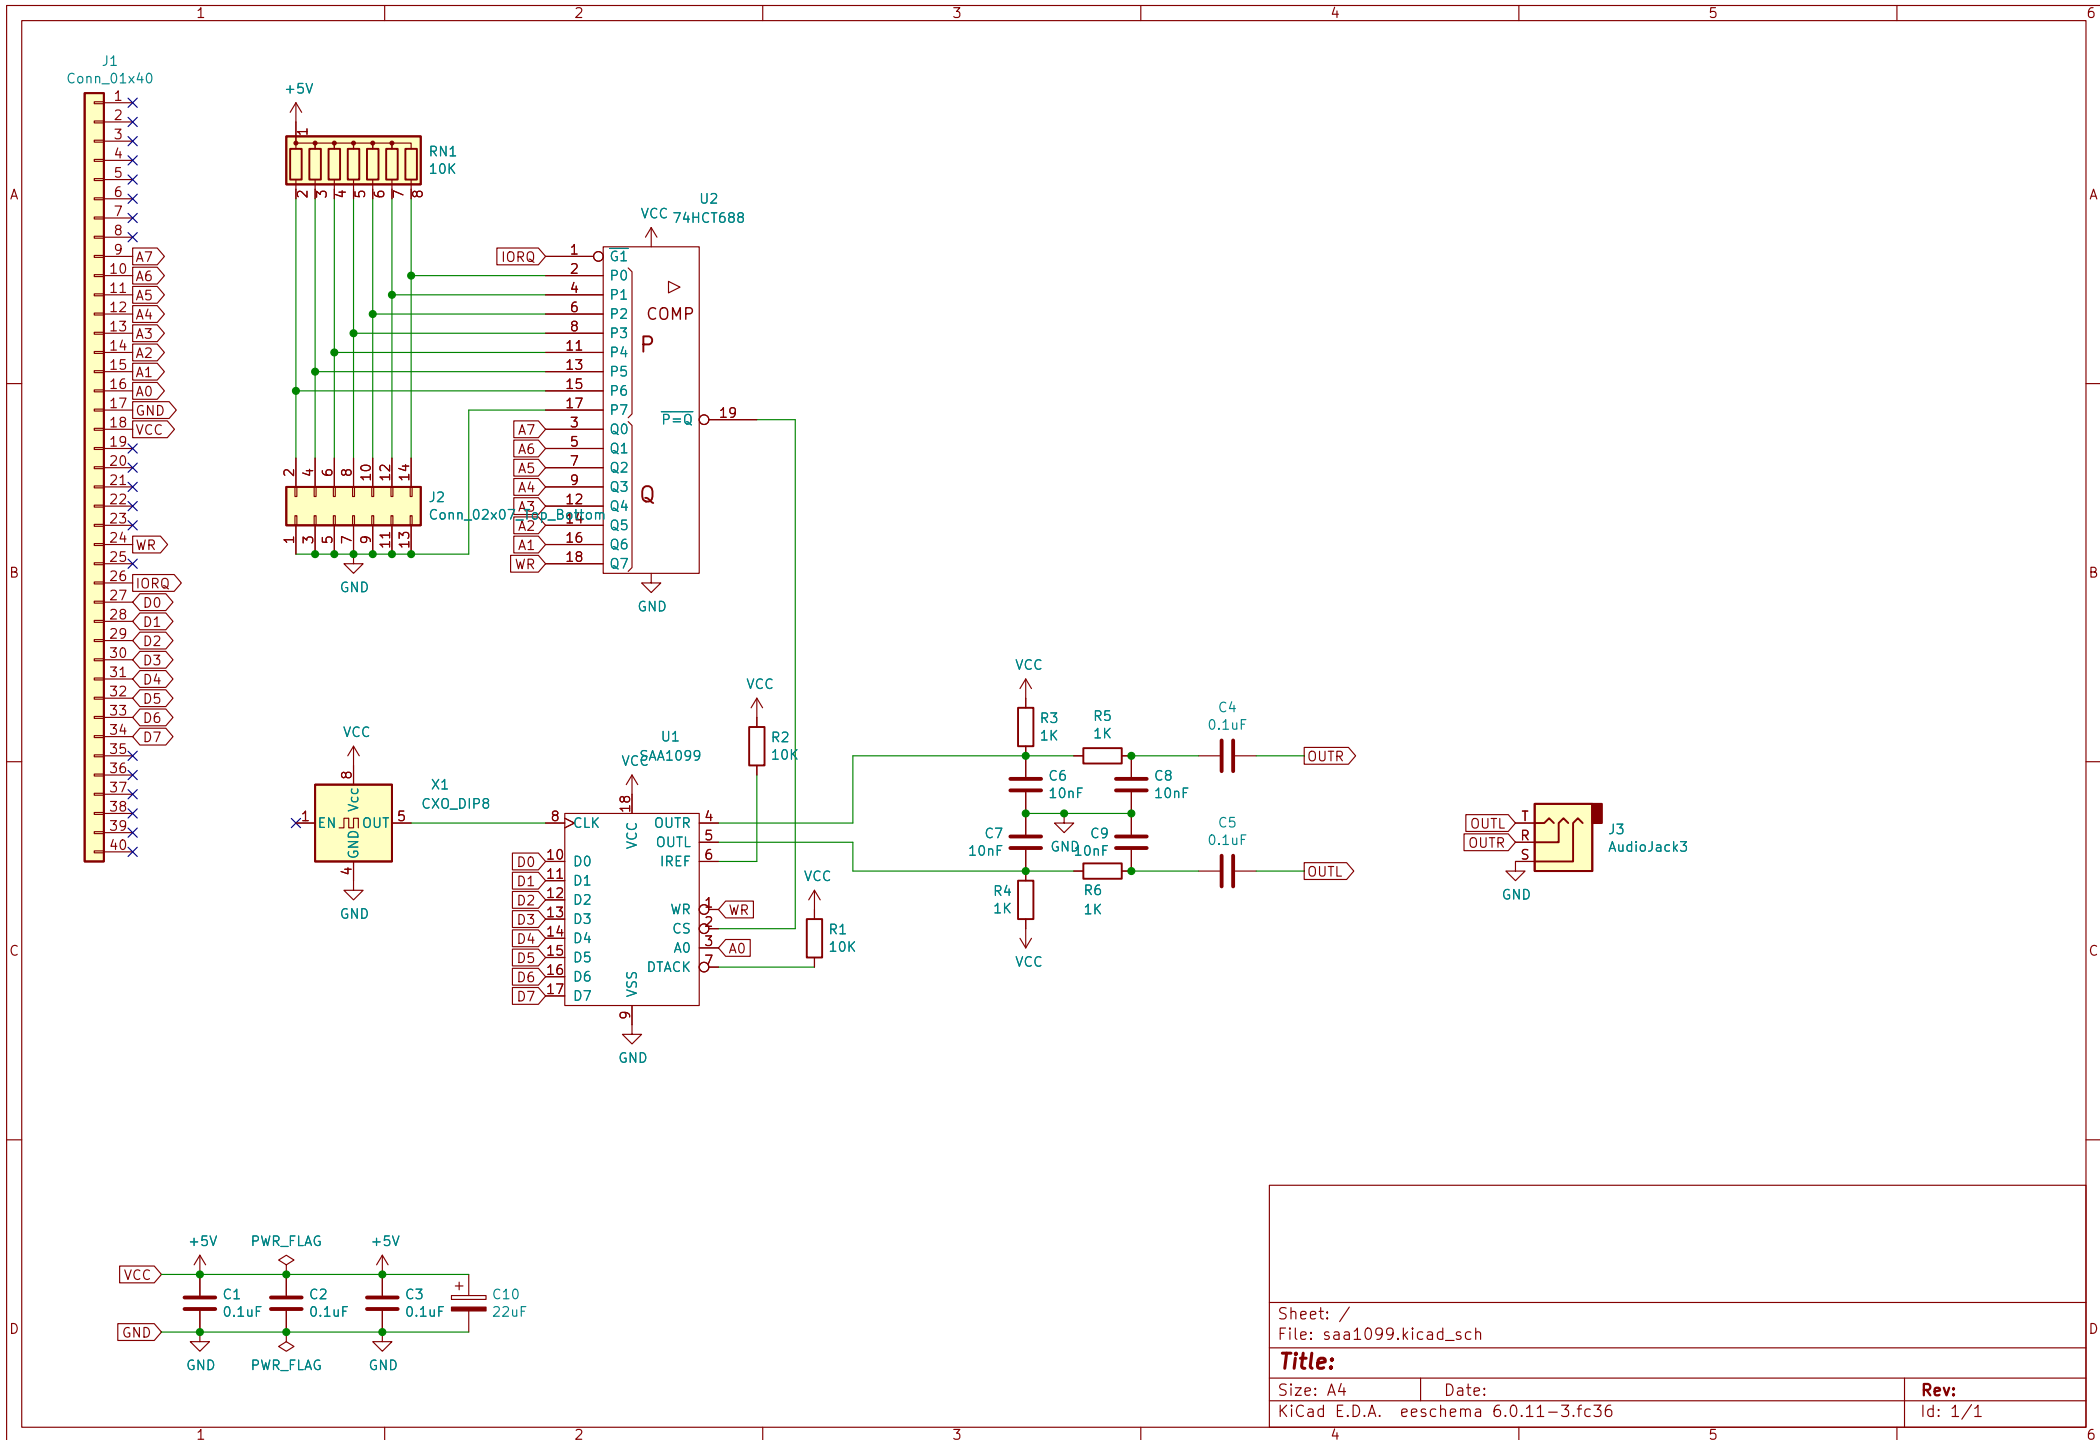 1 2 3 4 5 6
A B C D
A B C D
J1
Conn_01x40
1
2
3
4
5
6
7
8
9 A7
10 A6
11 A5
12 A4
13 A3
14 A2
15 A1
16 A0
17 GND
18 VCC
19
20
21
22
23
24 WR
25
26 IORQ
27 D0
28 D1
29 D2
30 D3
31 D4
32 D5
33 D6
34 D7
35
36
37
38
39
40
+5V
1
RN1
10K
2 3 4 5 6 7 8
2 4 6 8 10 12 14
J2
Conn_02x07_Top_Bottom
1 3 5 7 9 11 13
GND
U2
VCC 74HCT688
IORQ 1 G1
2 P0
4 P1
6 P2
8 P3
11 P4
13 P5
15 P6
17 P7
A7 3 Q0
A6 5 Q1
A5 7 Q2
A4 9 Q3
A3 12 Q4
A2 14 Q5
A1 16 Q6
WR 18 Q7
COMP
P
Q
P=Q 19
GND
VCC
8
X1
CXO_DIP8
1 EN Vcc GND OUT 5
4
GND
VCC
R2
10K
U1
SAA1099
VCC
18
8 CLK VCC OUTR 4
OUTL 5
D0 10 D0 IREF 6
D1 11 D1
D2 12 D2
D3 13 D3 WR 1 WR
D4 14 D4 CS 2
D5 15 D5 A0 3 A0
D6 16 D6 DTACK 7
D7 17 D7
VSS
9
GND
VCC
R1
10K
VCC
R3
1K
R5
1K
C4
0.1uF
OUTR
C6
10nF
C8
10nF
C7
10nF
GND
C9
10nF
C5
0.1uF
OUTL
R4
1K
R6
1K
VCC
OUTL T
OUTR R
S
J3
AudioJack3
GND
+5V PWR_FLAG +5V
VCC
C1
0.1uF
C2
0.1uF
C3
0.1uF
+
C10
22uF
GND
GND PWR_FLAG GND
Sheet: /
File: saa1099.kicad_sch
Title:
Size: A4 Date: Rev:
KiCad E.D.A. eeschema 6.0.11-3.fc36 Id: 1/1
1 2 3 4 5 6